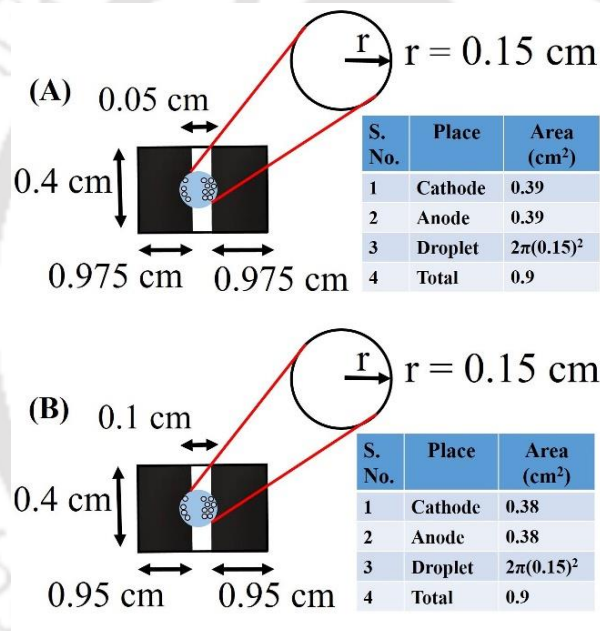 r
r = 0.15 cm
(A) 0.05 cm
0.4 cm
0.975 cm 0.975 cm
S. No. Place Area (cm²)
1 Cathode 0.39
2 Anode 0.39
3 Droplet 2π(0.15)²
4 Total 0.9
r
r = 0.15 cm
(B) 0.1 cm
0.4 cm
0.95 cm 0.95 cm
S. No. Place Area (cm²)
1 Cathode 0.38
2 Anode 0.38
3 Droplet 2π(0.15)²
4 Total 0.9